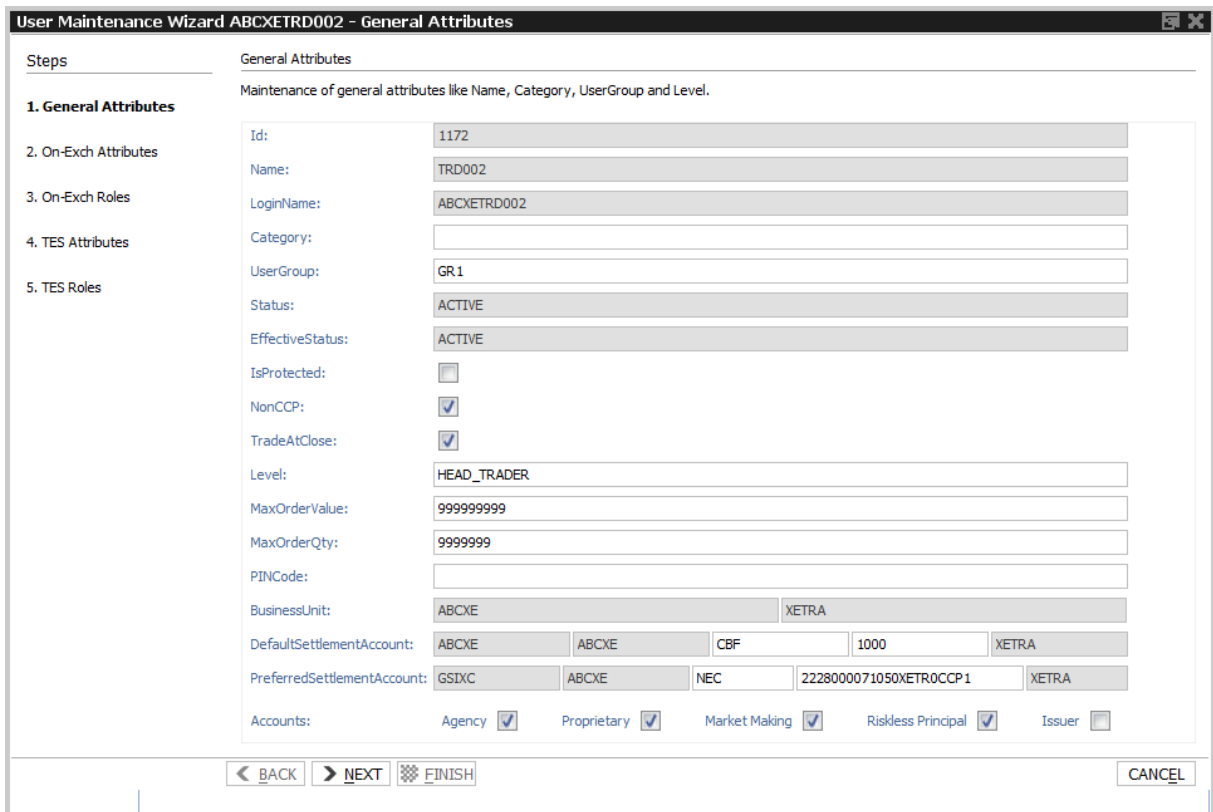 User Maintenance Wizard ABCXETRD002 - General Attributes
Steps
1. General Attributes
2. On-Exch Attributes
3. On-Exch Roles
4. TES Attributes
5. TES Roles
General Attributes
Maintenance of general attributes like Name, Category, UserGroup and Level.
Id: 1172
Name: TRD002
LoginName: ABCXETRD002
Category:
UserGroup: GR1
Status: ACTIVE
EffectiveStatus: ACTIVE
IsProtected:
NonCCP:
TradeAtClose:
Level: HEAD_TRADER
MaxOrderValue: 999999999
MaxOrderQty: 9999999
PINCode:
BusinessUnit: ABCXE XETRA
DefaultSettlementAccount: ABCXE ABCXE CBF 1000 XETRA
PreferredSettlementAccount: GSIXC ABCXE NEC 2228000071050XETR0CCP1 XETRA
Accounts: Agency Proprietary Market Making Riskless Principal Issuer
BACK NEXT FINISH CANCEL